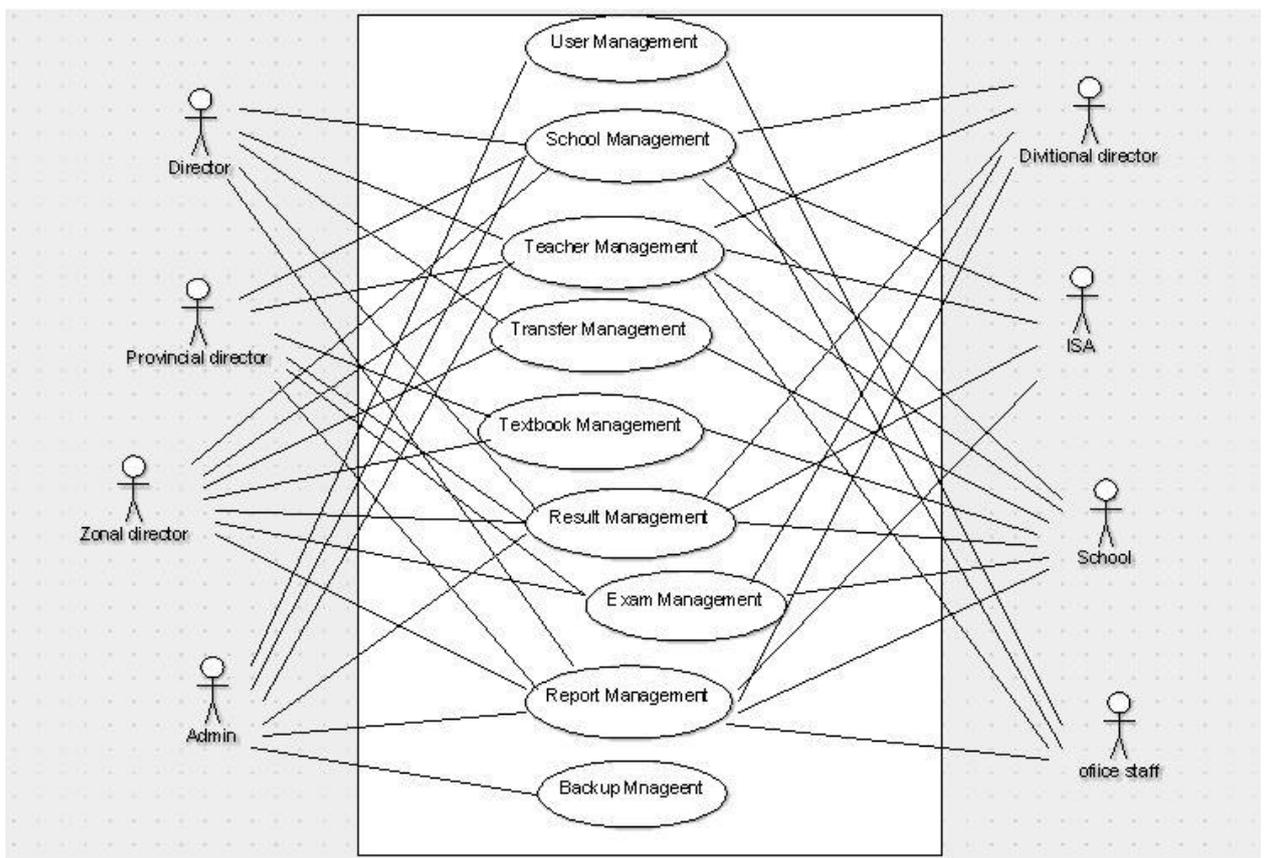 User Management
School Management
Teacher Management
Transfer Management
Textbook Management
Result Management
Exam Management
Report Management
Backup Mnageent
Director
Provincial director
Zonal director
Admin
Divitional director
ISA
School
ofiice staff